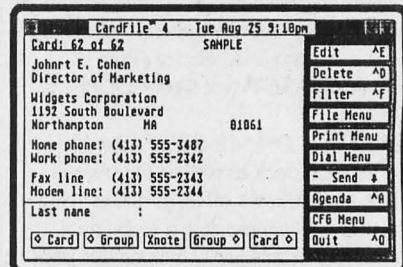 CardFile™ 4 Tue Aug 25 9:18pm
Card: 62 of 62 SAMPLE
Johnrt E. Cohen
Director of Marketing
Widgets Corporation
1192 South Boulevard
Northampton MA 01061
Home phone: (413) 555-3487
Work phone: (413) 555-2342
Fax line (413) 555-2343
Modem line: (413) 555-2344
Last name :
◊ Card ◊ Group Xnote Group ◊ Card ◊
Edit ^E
Delete ^D
Filter ^F
File Menu
Print Menu
Dial Menu
- Send ↓
Agenda ^A
CFG Menu
Quit ^Q